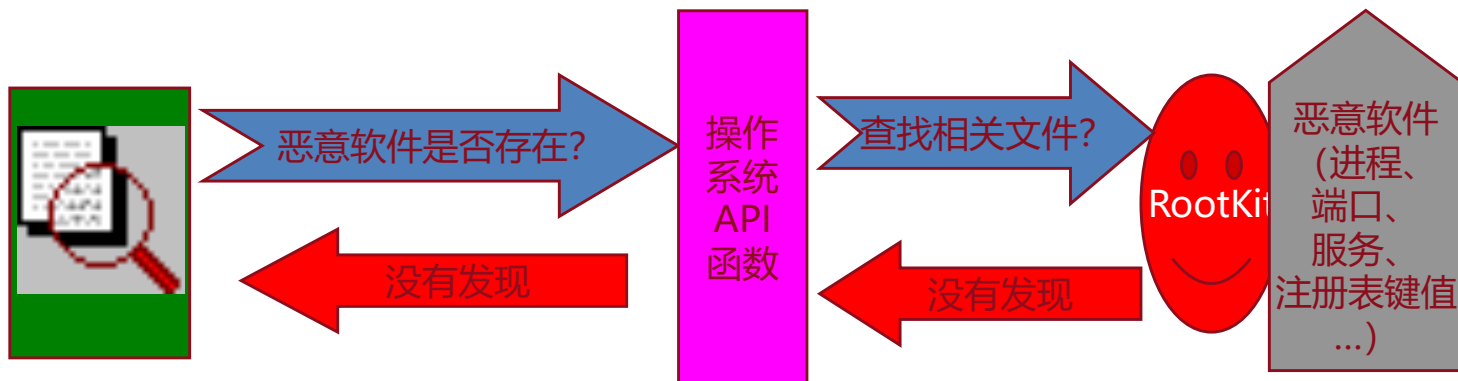 恶意软件是否存在?
操作
系统
API
函数
查找相关文件?
RootKit
恶意软件
(进程、
端口、
服务、
注册表键值
...)
没有发现
没有发现